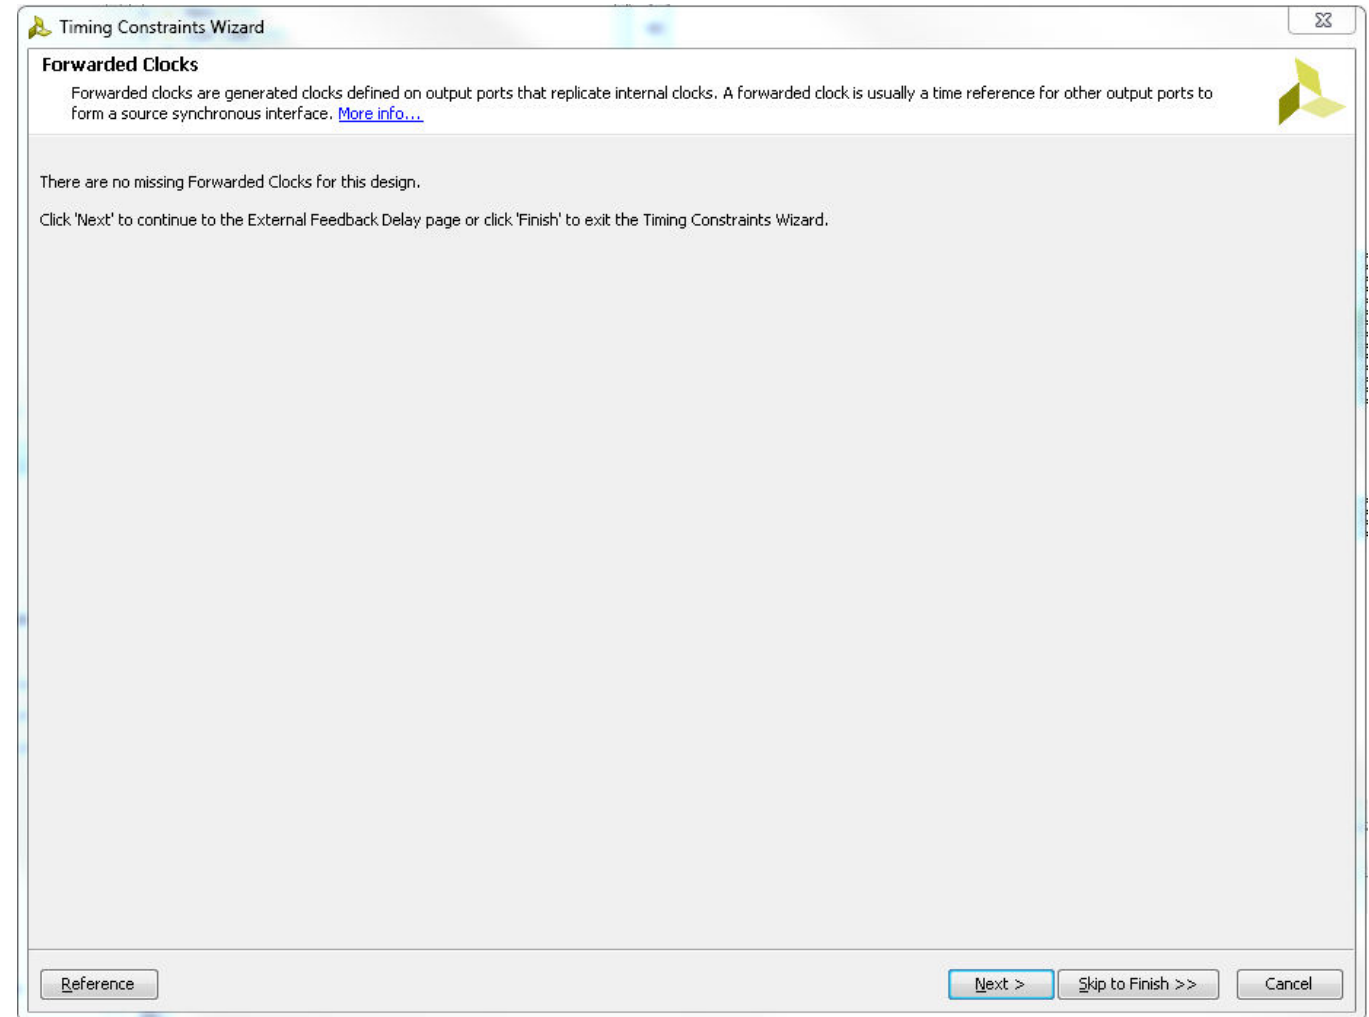 Timing Constraints Wizard
Forwarded Clocks
Forwarded clocks are generated clocks defined on output ports that replicate internal clocks. A forwarded clock is usually a time reference for other output ports to
form a source synchronous interface. More info...
There are no missing Forwarded Clocks for this design.
Click 'Next' to continue to the External Feedback Delay page or click 'Finish' to exit the Timing Constraints Wizard.
Reference
Next >
Skip to Finish >>
Cancel